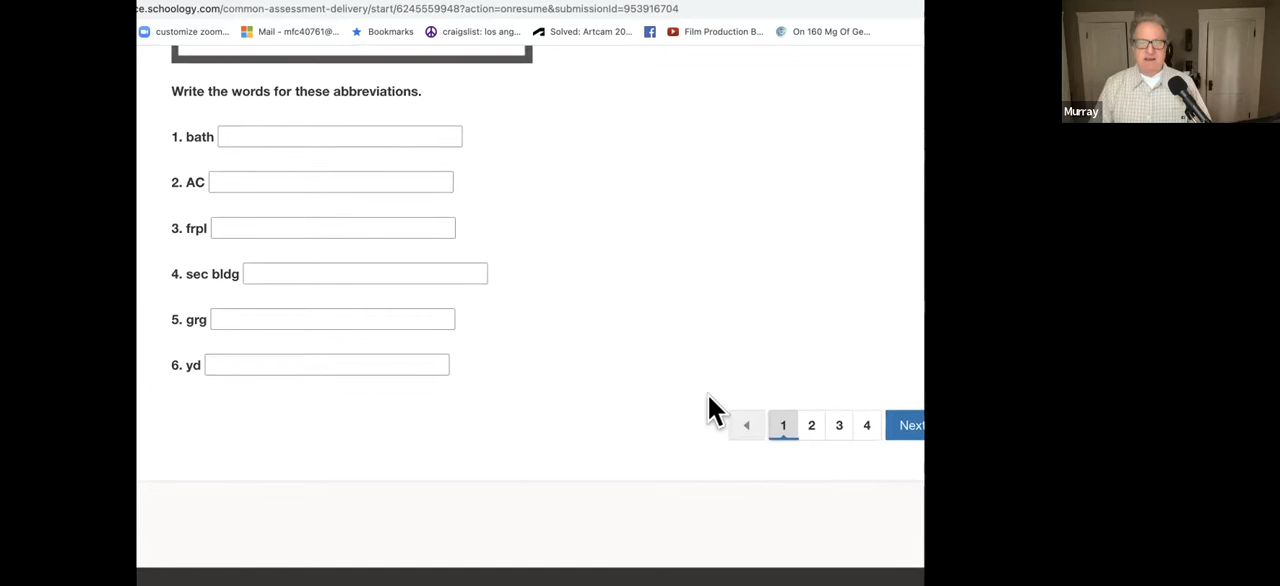 ce.schoology.com/common-assessment-delivery/start/6245559948?action=onresume&submissionId=953916704
customize zoom... Mail - mfc40761@... Bookmarks craigslist: los ang... Solved: Artcam 20... Film Production B... On 160 Mg Of Ge...
Murray
Write the words for these abbreviations.
1. bath
2. AC
3. frpl
4. sec bldg
5. grg
6. yd
1 2 3 4 Next